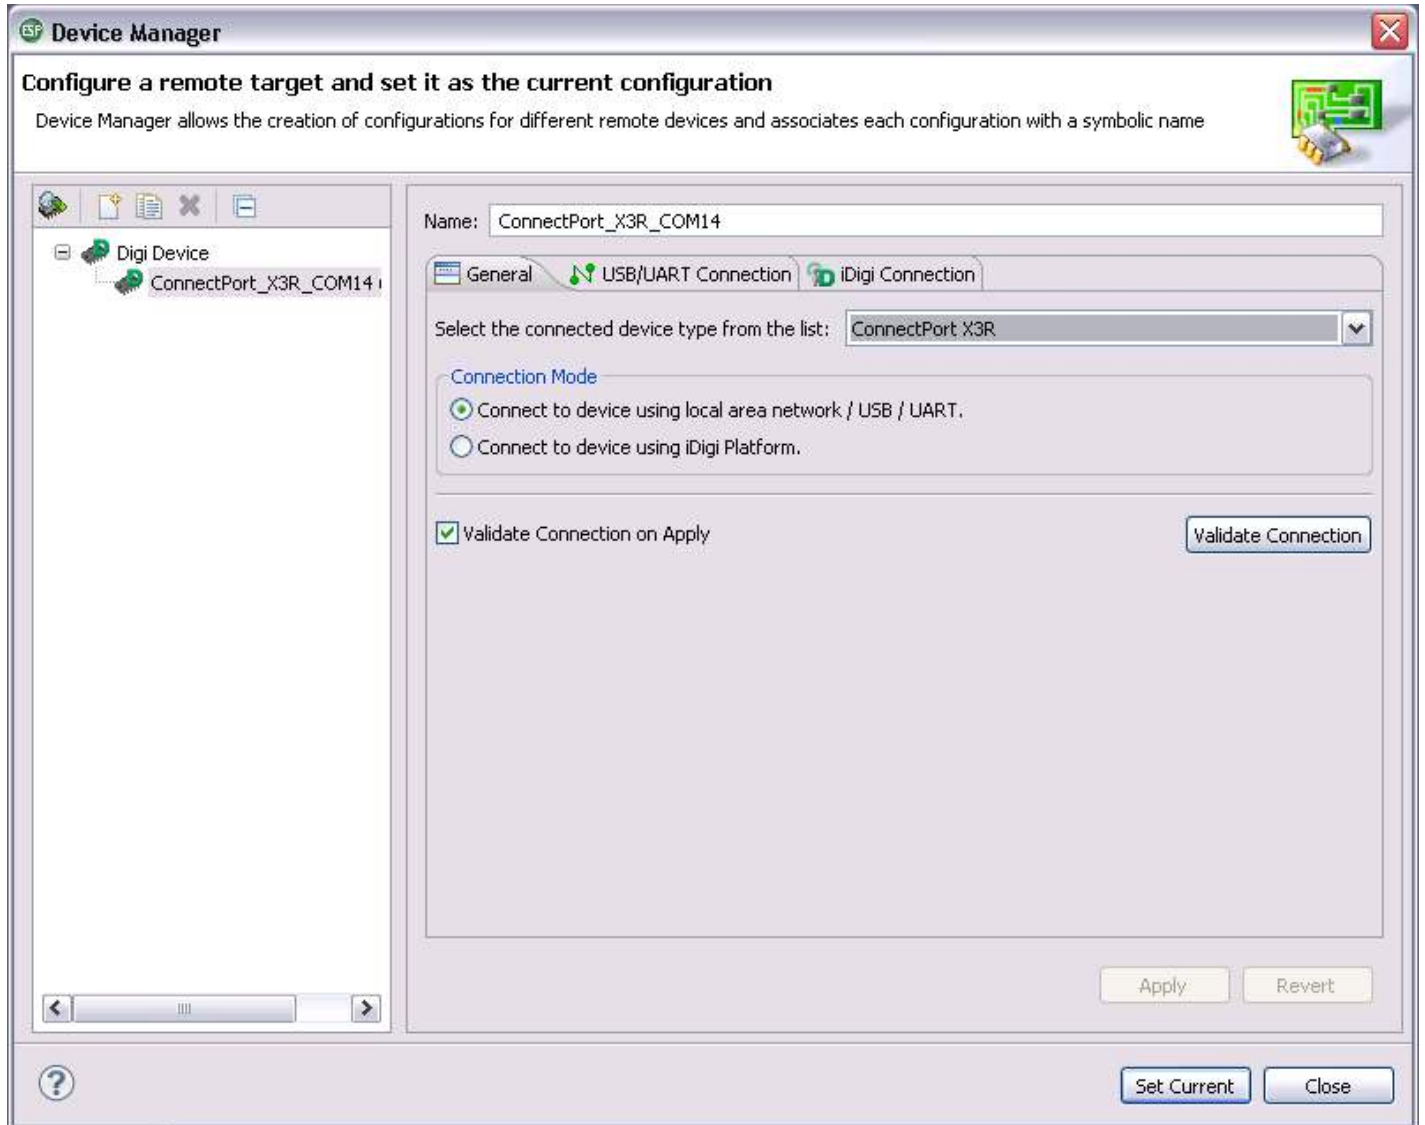 ESP Device Manager
Configure a remote target and set it as the current configuration
Device Manager allows the creation of configurations for different remote devices and associates each configuration with a symbolic name
Digi Device
ConnectPort_X3R_COM14
Name: ConnectPort_X3R_COM14
General USB/UART Connection iDigi Connection
Select the connected device type from the list: ConnectPort X3R
Connection Mode
Connect to device using local area network / USB / UART.
Connect to device using iDigi Platform.
Validate Connection on Apply Validate Connection
Apply Revert
Set Current Close